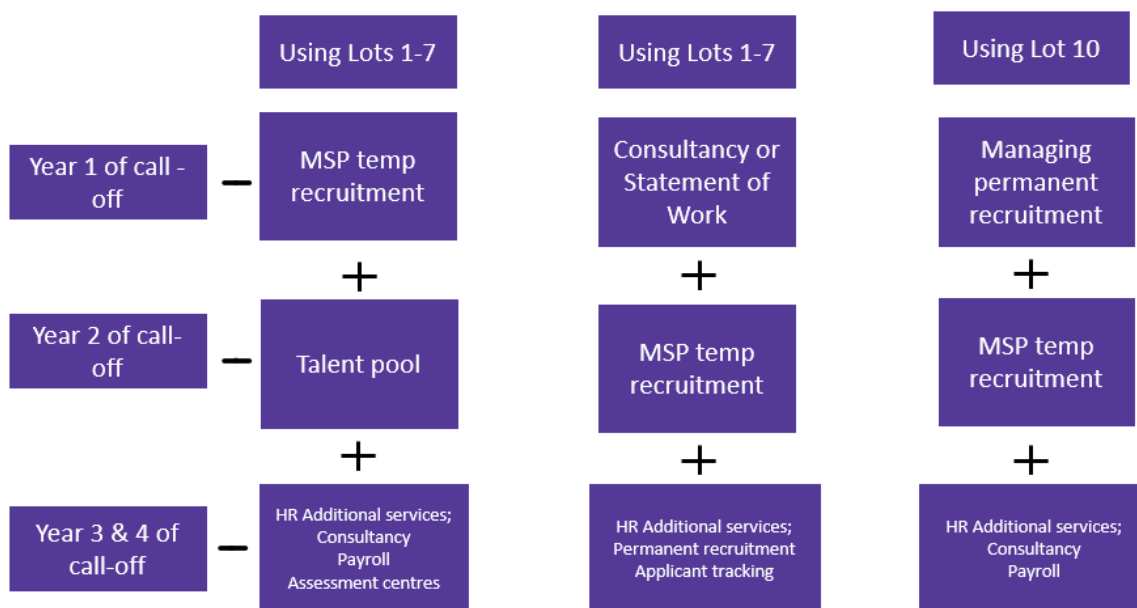 Using Lots 1-7
Using Lots 1-7
Using Lot 10
Year 1 of call -
off
MSP temp
recruitment
Consultancy or
Statement of
Work
Managing
permanent
recruitment
+
+
+
Year 2 of call-
off
Talent pool
MSP temp
recruitment
MSP temp
recruitment
+
+
+
Year 3 & 4 of
call-off
HR Additional services;
Consultancy
Payroll
Assessment centres
HR Additional services;
Permanent recruitment
Applicant tracking
HR Additional services;
Consultancy
Payroll